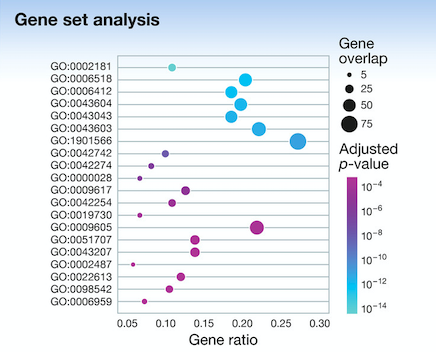 Gene set analysis
Gene
overlap
5
25
50
75
Adjusted
p-value
10⁻⁴
10⁻⁶
10⁻⁸
10⁻¹⁰
10⁻¹²
10⁻¹⁴
GO:0002181
GO:0006518
GO:0006412
GO:0043604
GO:0043043
GO:0043603
GO:1901566
GO:0042742
GO:0042274
GO:0000028
GO:0009617
GO:0042254
GO:0019730
GO:0009605
GO:0051707
GO:0043207
GO:0002487
GO:0022613
GO:0098542
GO:0006959
0.05 0.10 0.15 0.20 0.25 0.30
Gene ratio